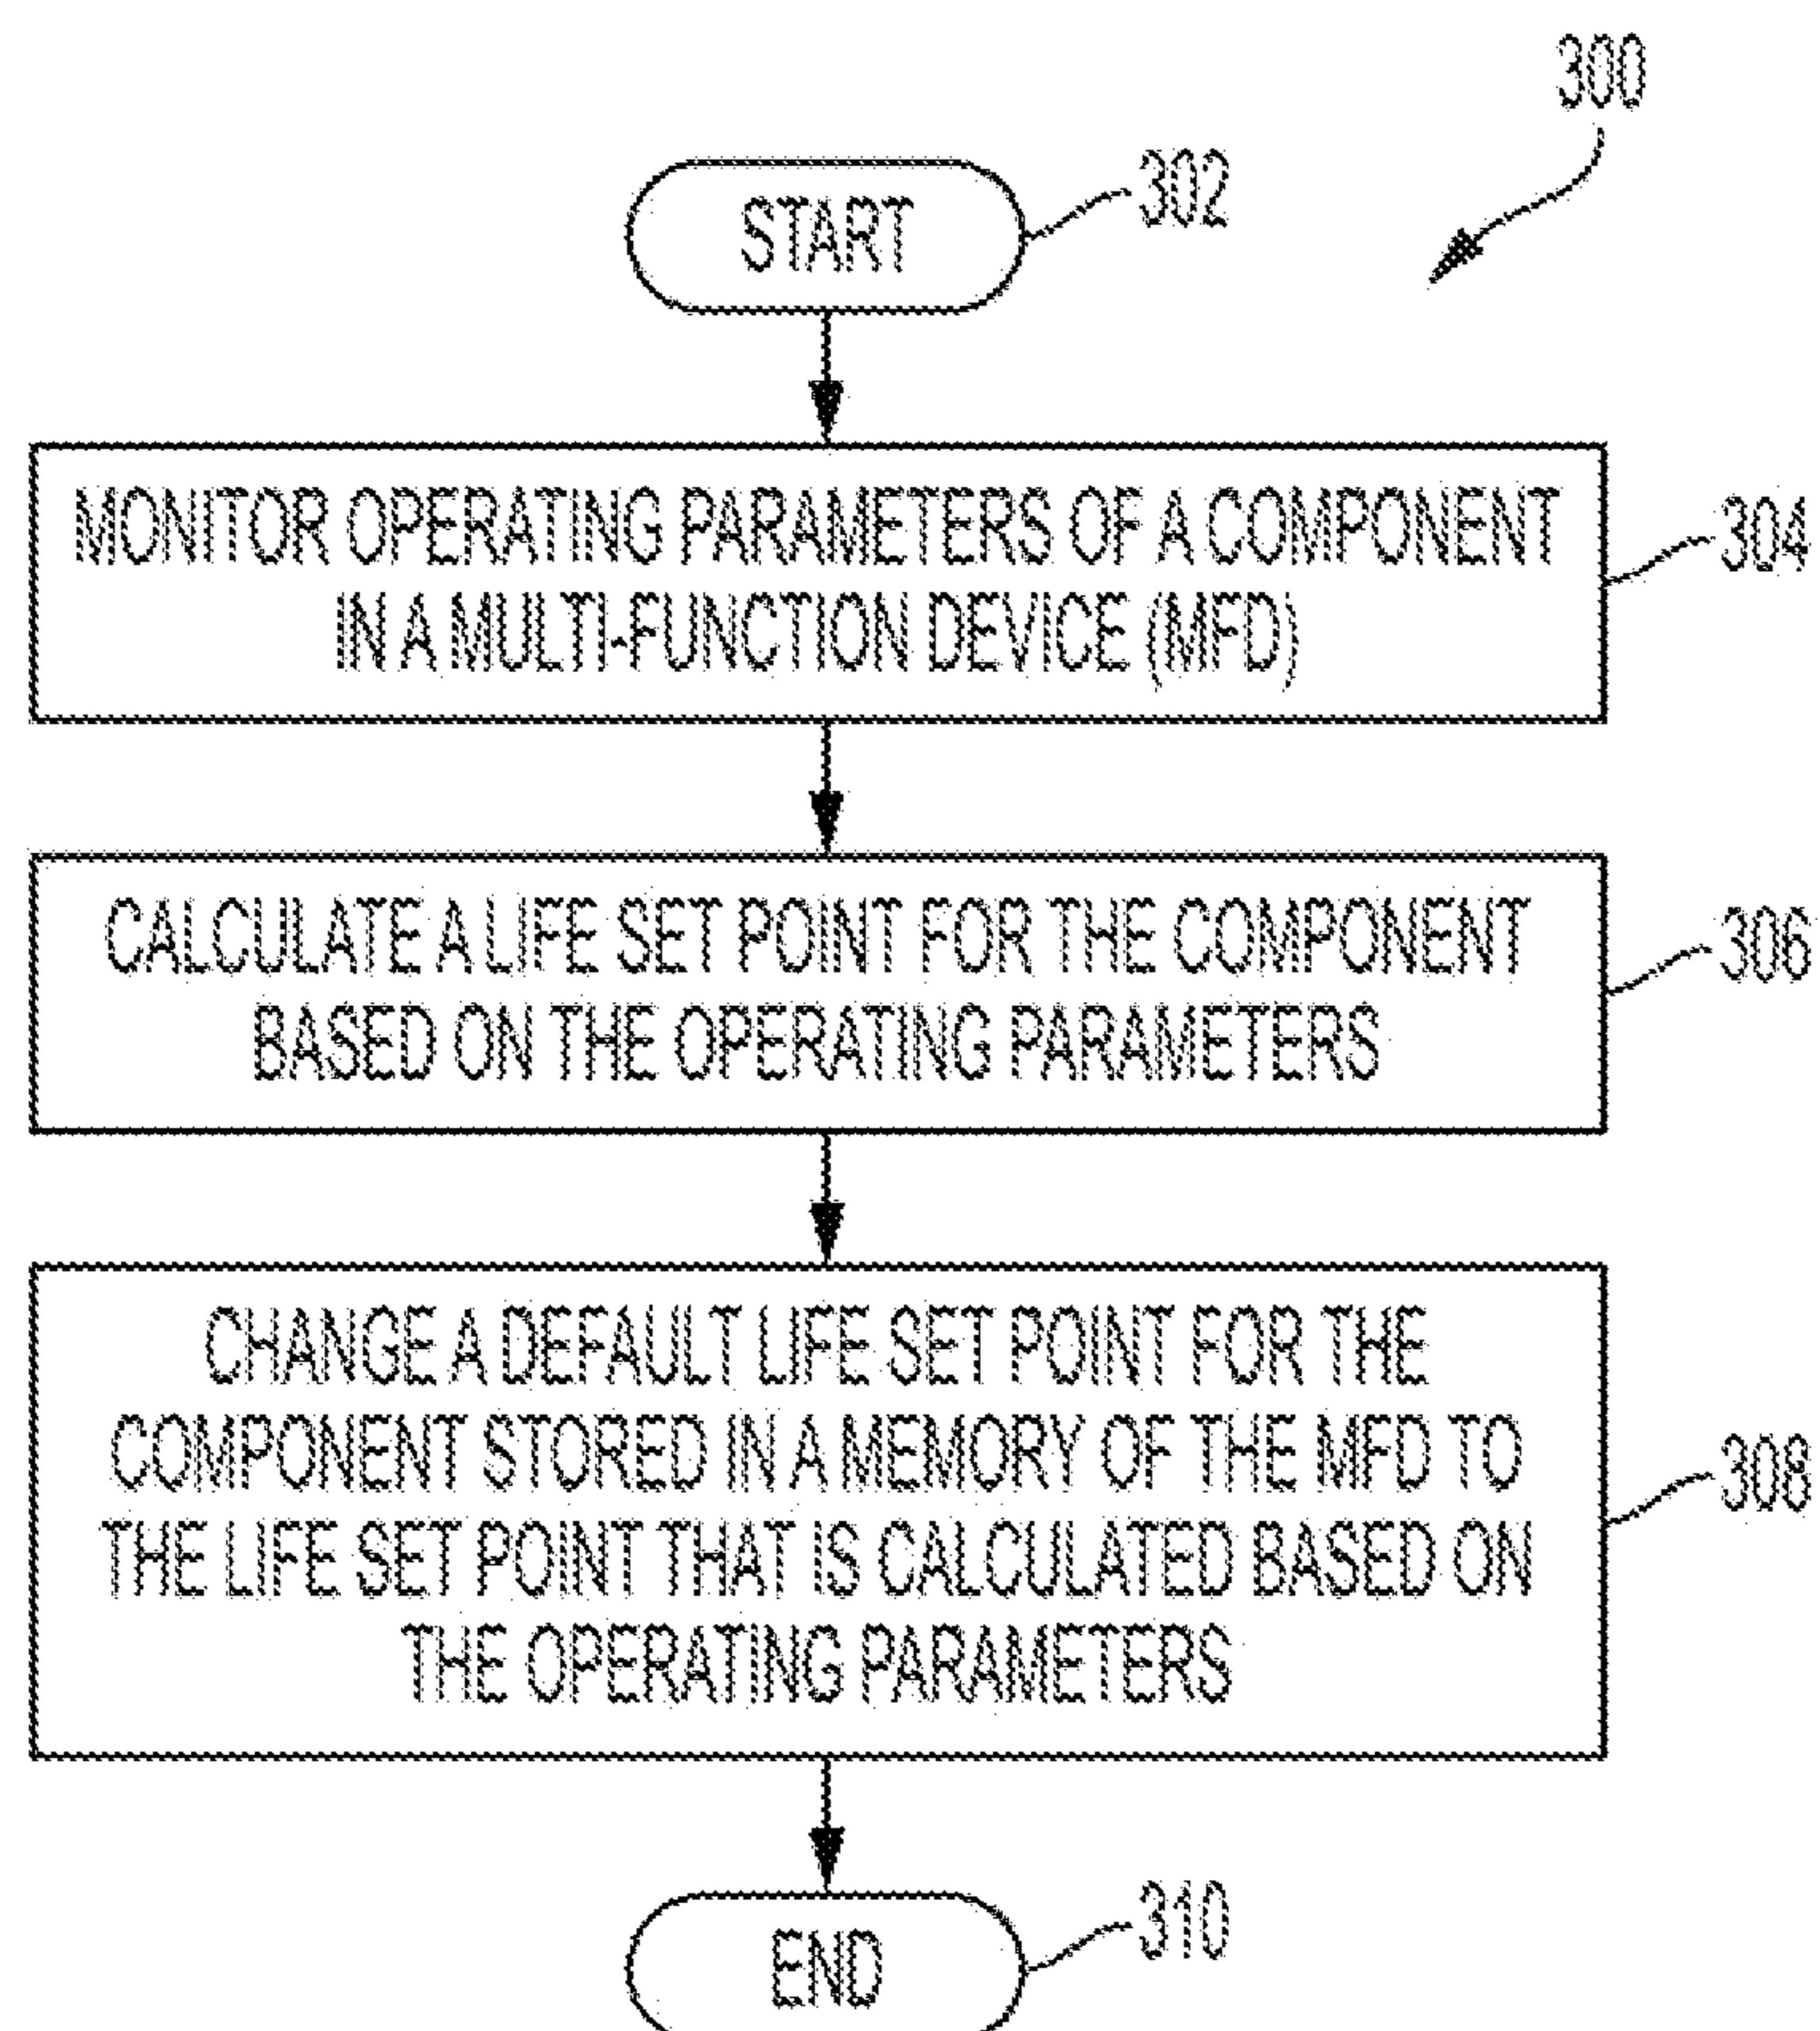 300
START
302
MONITOR OPERATING PARAMETERS OF A COMPONENT
IN A MULTI-FUNCTION DEVICE (MFD)
304
CALCULATE A LIFE SET POINT FOR THE COMPONENT
BASED ON THE OPERATING PARAMETERS
306
CHANGE A DEFAULT LIFE SET POINT FOR THE
COMPONENT STORED IN A MEMORY OF THE MFD TO
THE LIFE SET POINT THAT IS CALCULATED BASED ON
THE OPERATING PARAMETERS
308
END
310